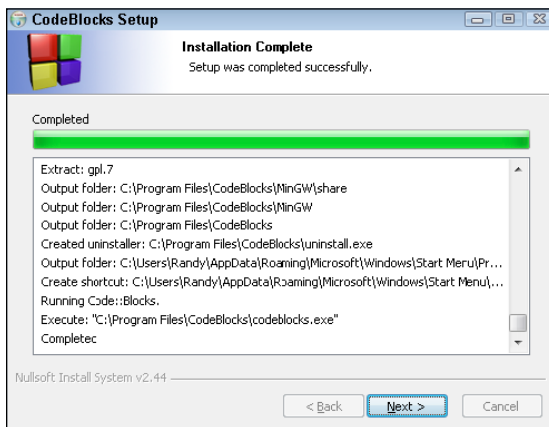 CodeBlocks Setup
Installation Complete
Setup was completed successfully.
Completed
Extract: gpl.7
Output folder: C:\Program Files\CodeBlocks\MinGW\share
Output folder: C:\Program Files\CodeBlocks\MinGW
Output folder: C:\Program Files\CodeBlocks
Created uninstaller: C:\Program Files\CodeBlocks\uninstall.exe
Output folder: C:\Users\Randy\AppData\Roaming\Microsoft\Windows\Start Menu\Pr...
Create shortcut: C:\Users\Randy\AppData\Roaming\Microsoft\Windows\Start Menu\...
Running Code::Blocks.
Execute: "C:\Program Files\CodeBlocks\codeblocks.exe"
Completec
Nullsoft Install System v2.44
< Back Next > Cancel